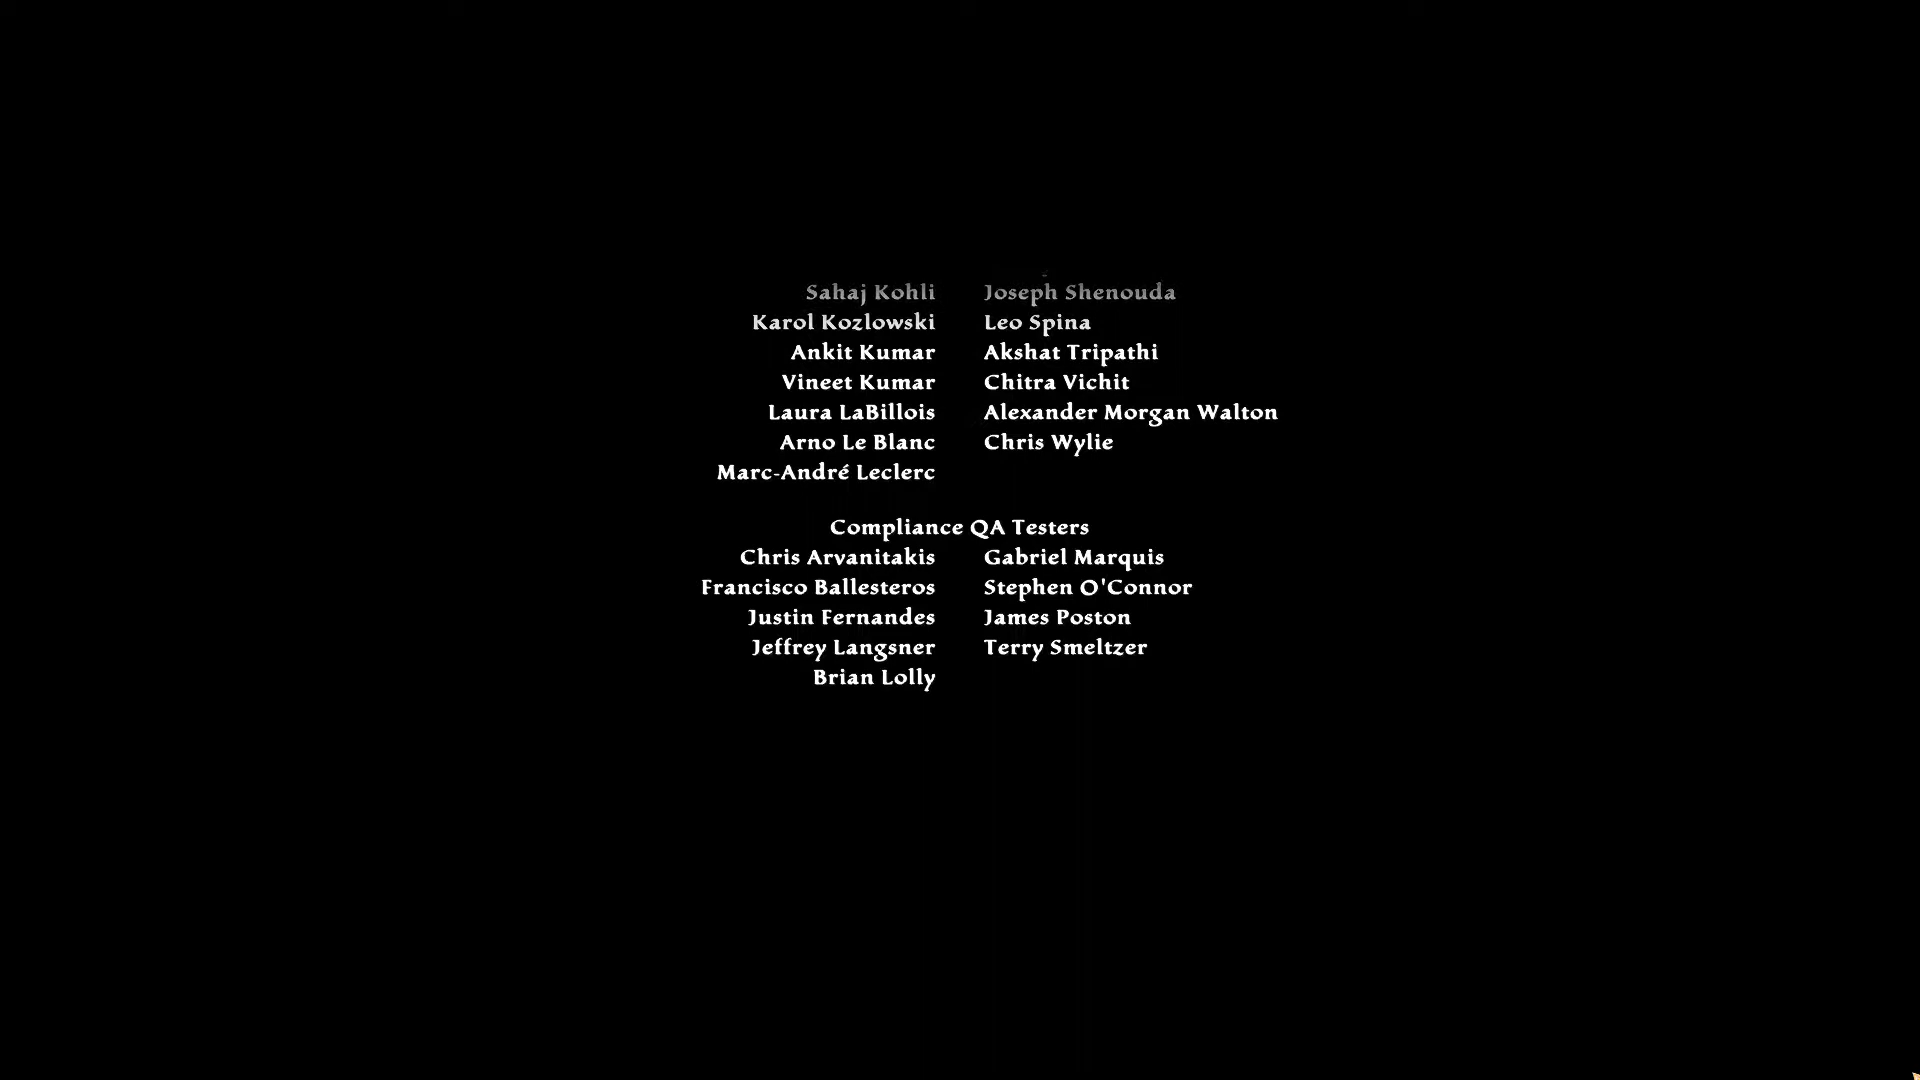 Sahaj Kohli Joseph Shenouda
Karol Kozlowski Leo Spina
Ankit Kumar Akshat Tripathi
Vineet Kumar Chitra Vichit
Laura LaBillois Alexander Morgan Walton
Arno Le Blanc Chris Wylie
Marc-André Leclerc
Compliance QA Testers
Chris Arvanitakis Gabriel Marquis
Francisco Ballesteros Stephen O'Connor
Justin Fernandes James Poston
Jeffrey Langsner Terry Smeltzer
Brian Lolly